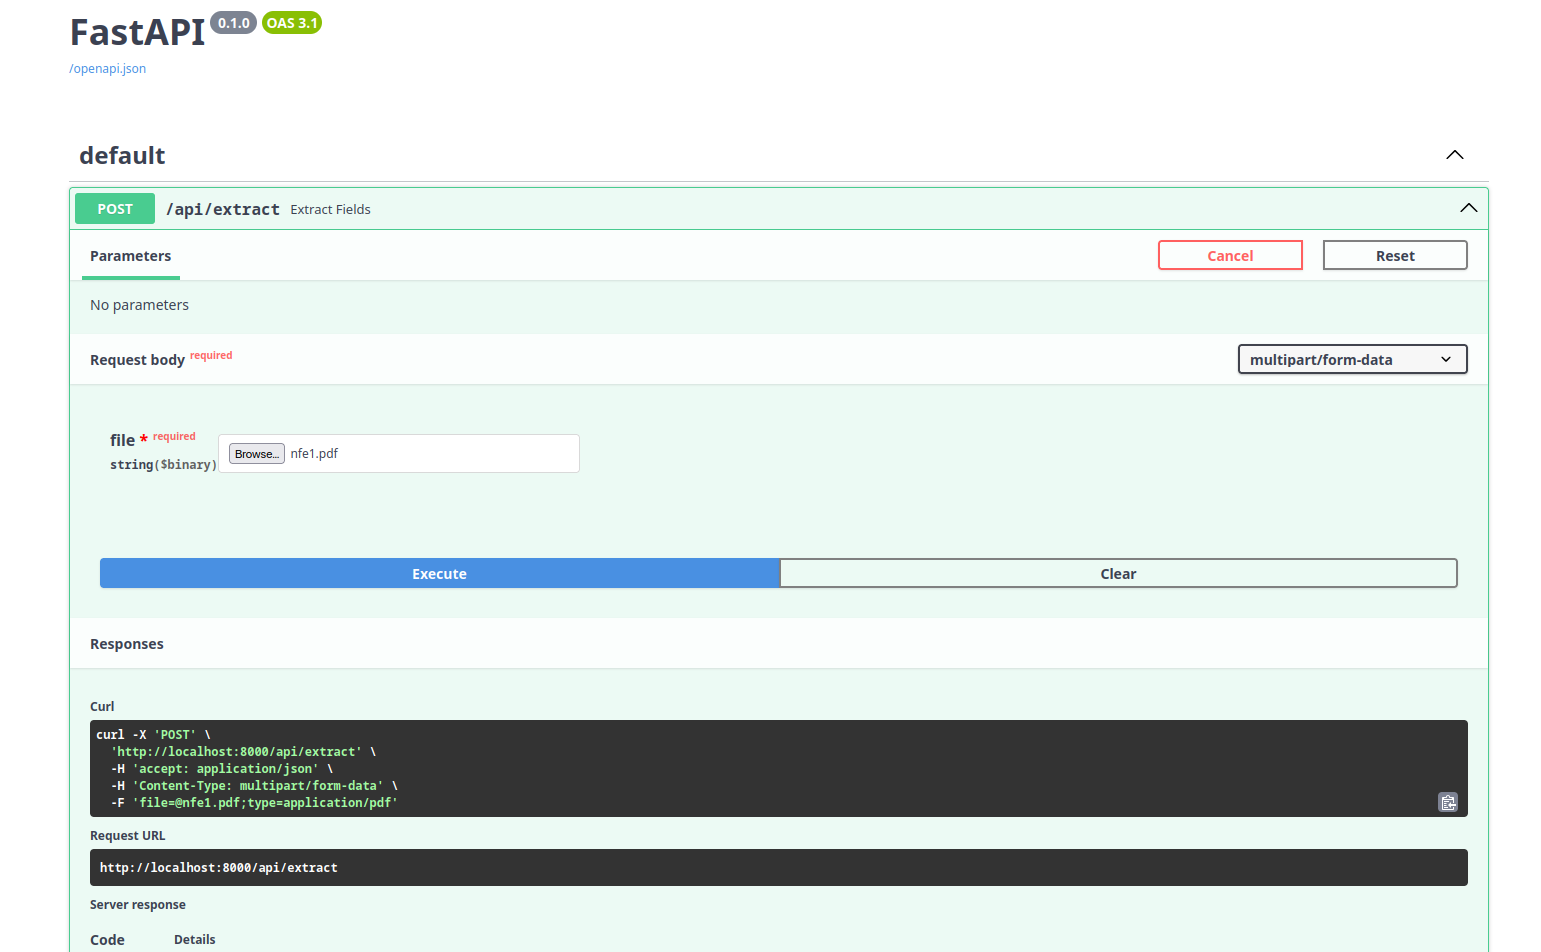 FastAPI 0.1.0 OAS 3.1
/openapi.json
default
POST /api/extract Extract Fields
Parameters Cancel Reset
No parameters
Request body required multipart/form-data
file * required
string($binary) Browse... nfe1.pdf
Execute Clear
Responses
Curl
curl -X 'POST' \
'http://localhost:8000/api/extract' \
-H 'accept: application/json' \
-H 'Content-Type: multipart/form-data' \
-F 'file=@nfe1.pdf;type=application/pdf'
Request URL
http://localhost:8000/api/extract
Server response
Code Details